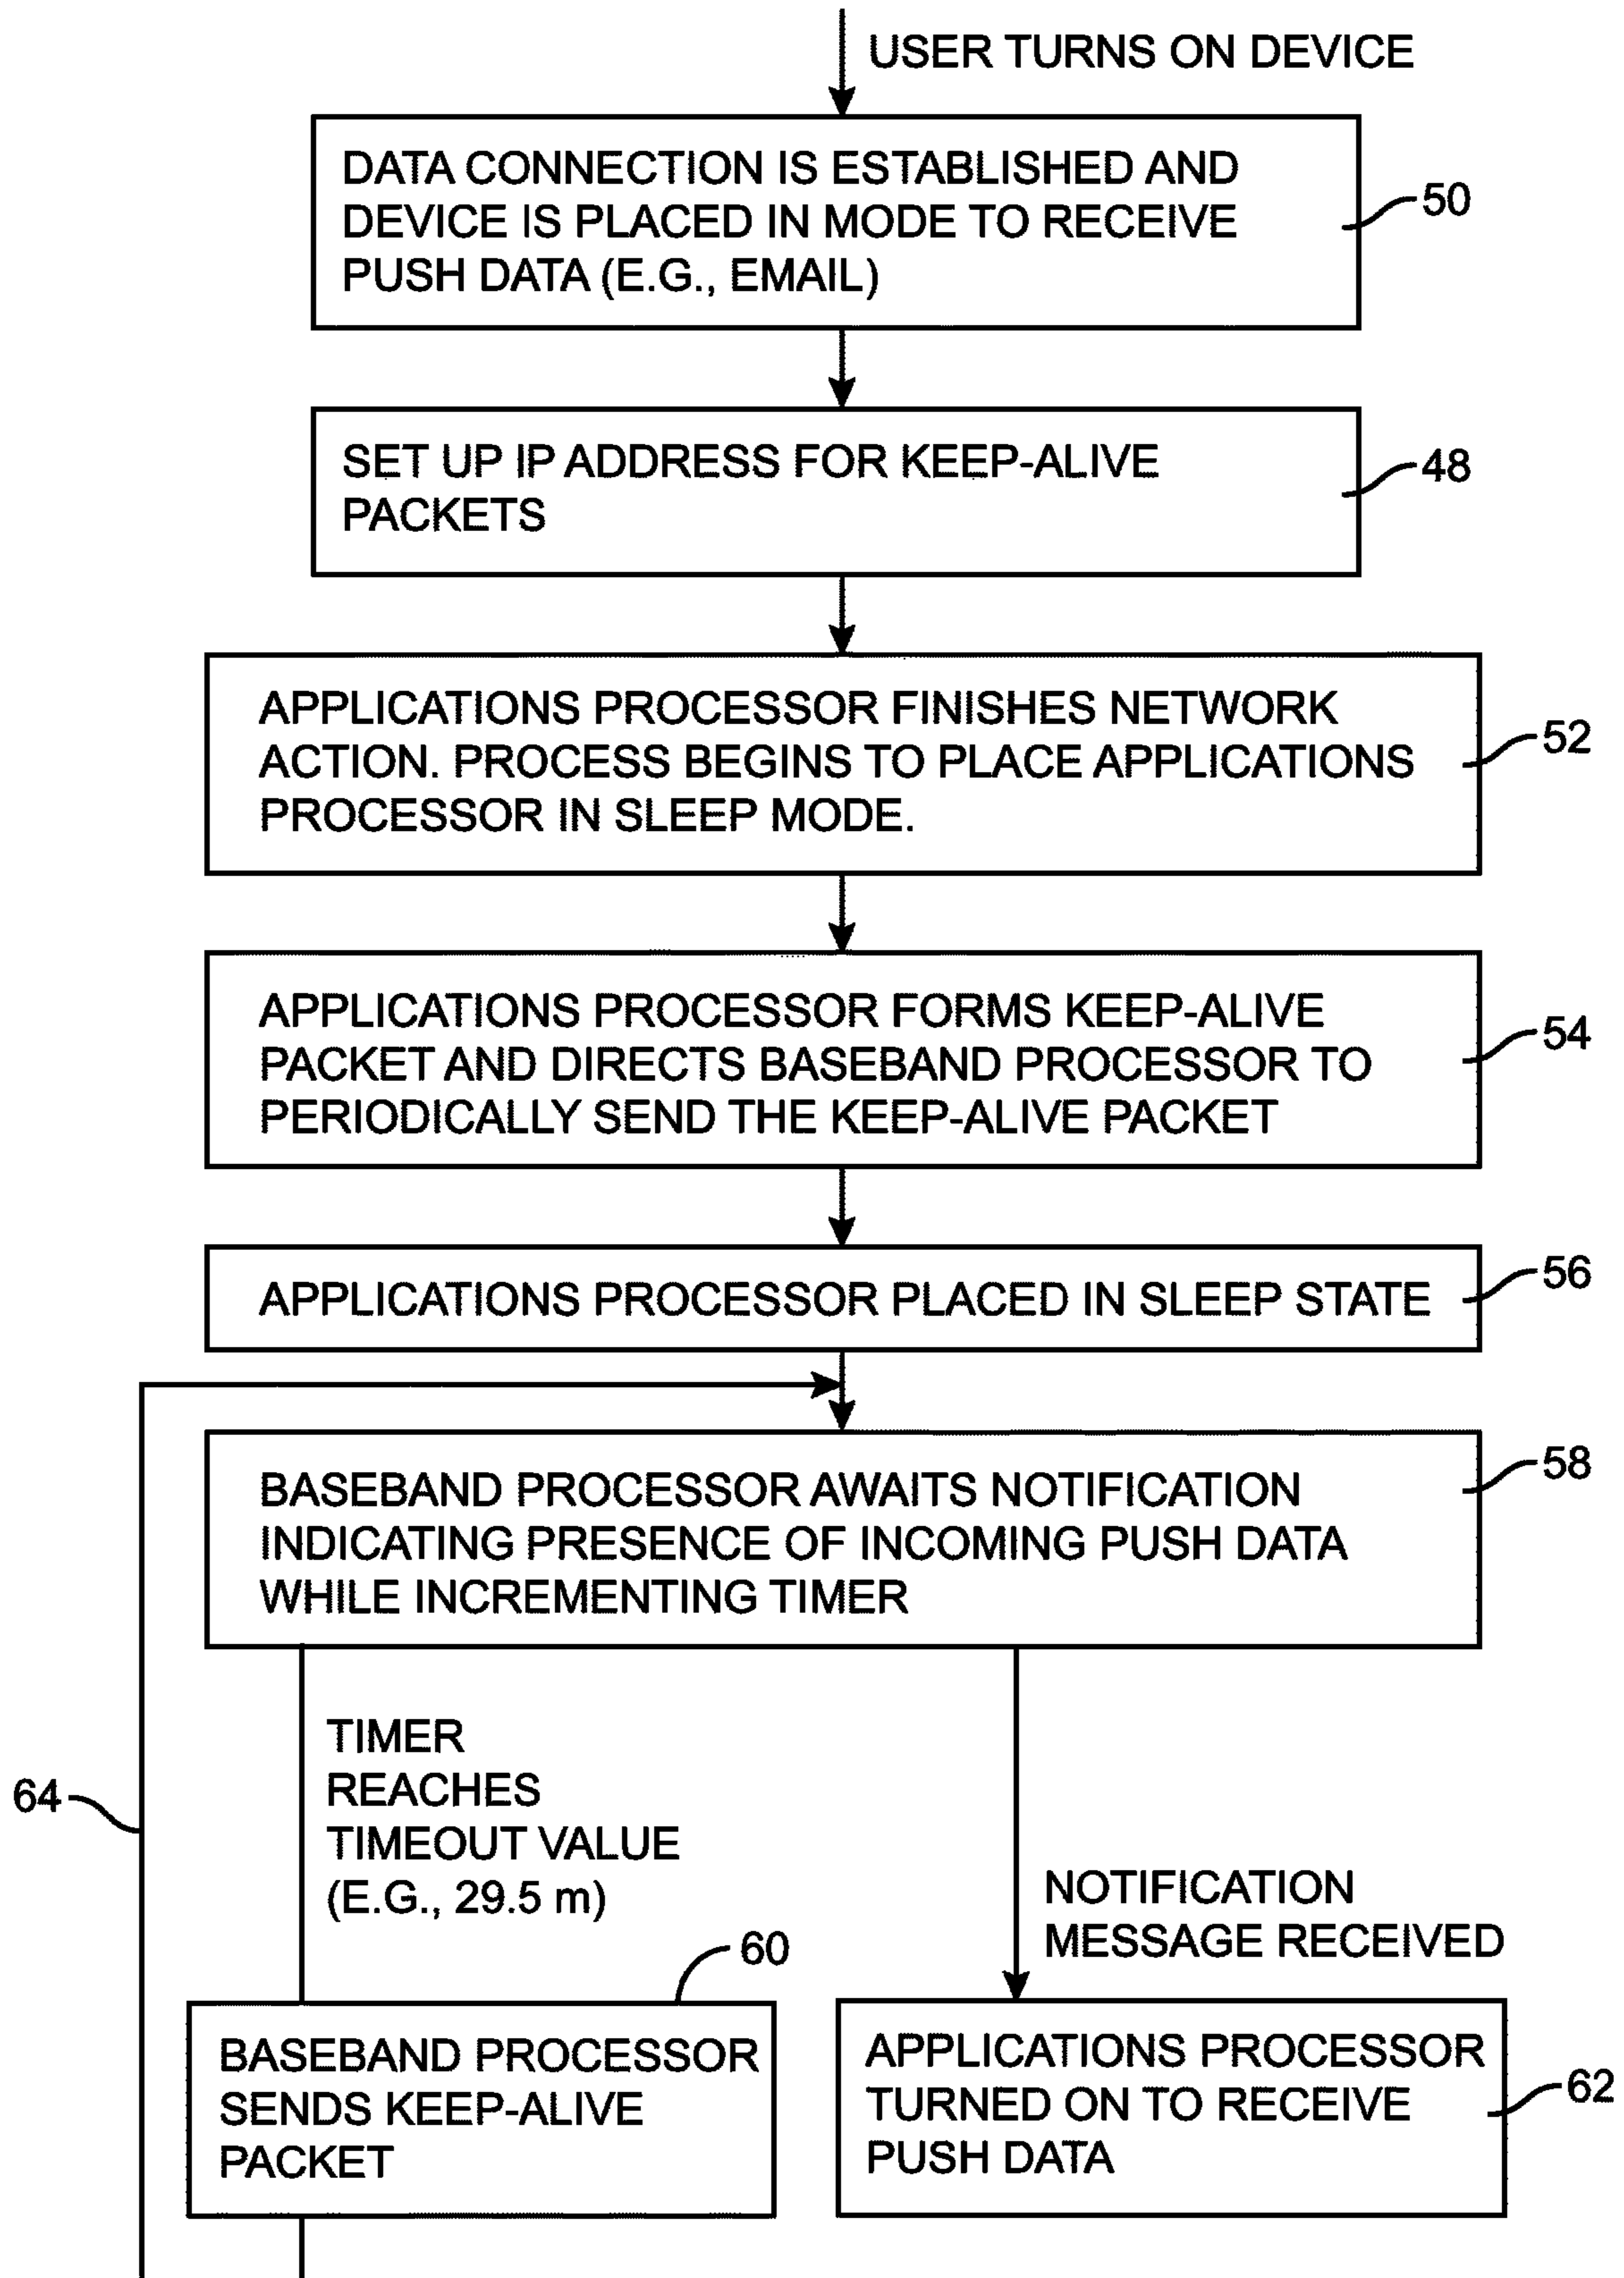 USER TURNS ON DEVICE
DATA CONNECTION IS ESTABLISHED AND
DEVICE IS PLACED IN MODE TO RECEIVE
PUSH DATA (E.G., EMAIL)
50
SET UP IP ADDRESS FOR KEEP-ALIVE
PACKETS
48
APPLICATIONS PROCESSOR FINISHES NETWORK
ACTION. PROCESS BEGINS TO PLACE APPLICATIONS
PROCESSOR IN SLEEP MODE.
52
APPLICATIONS PROCESSOR FORMS KEEP-ALIVE
PACKET AND DIRECTS BASEBAND PROCESSOR TO
PERIODICALLY SEND THE KEEP-ALIVE PACKET
54
APPLICATIONS PROCESSOR PLACED IN SLEEP STATE
56
BASEBAND PROCESSOR AWAITS NOTIFICATION
INDICATING PRESENCE OF INCOMING PUSH DATA
WHILE INCREMENTING TIMER
58
64
TIMER
REACHES
TIMEOUT VALUE
(E.G., 29.5 m)
NOTIFICATION
MESSAGE RECEIVED
60
BASEBAND PROCESSOR
SENDS KEEP-ALIVE
PACKET
APPLICATIONS PROCESSOR
TURNED ON TO RECEIVE
PUSH DATA
62